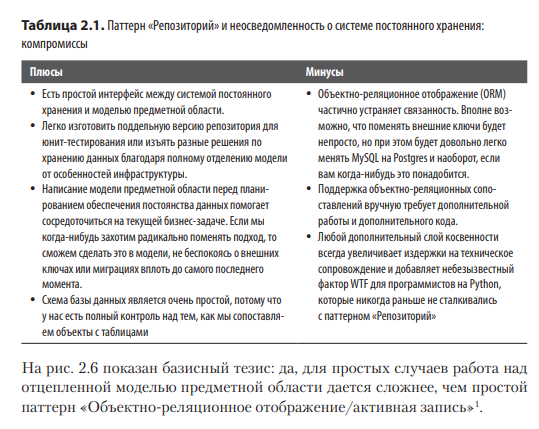 Таблица 2.1. Паттерн «Репозиторий» и неосведомленность о системе постоянного хранения:
компромиссы
Плюсы
• Есть простой интерфейс между системой постоянного
хранения и моделью предметной области.
• Легко изготовить поддельную версию репозитория для
юнит-тестирования или изъять разные решения по
хранению данных благодаря полному отделению модели
от особенностей инфраструктуры.
• Написание модели предметной области перед плани-
рованием обеспечения постоянства данных помогает
сосредоточиться на текущей бизнес-задаче. Если мы
когда-нибудь захотим радикально поменять подход, то
сможем сделать это в модели, не беспокоясь о внешних
ключах или миграциях вплоть до самого последнего
момента.
• Схема базы данных является очень простой, потому что
у нас есть полный контроль над тем, как мы сопоставля-
ем объекты с таблицами
Минусы
• Объектно-реляционное отображение (ORM)
частично устраняет связанность. Вполне воз-
можно, что поменять внешние ключи будет
непросто, но при этом будет довольно легко
менять MySQL на Postgres и наоборот, если
вам когда-нибудь это понадобится.
• Поддержка объектно-реляционных сопо-
ставлений вручную требует дополнительной
работы и дополнительного кода.
• Любой дополнительный слой косвенности
всегда увеличивает издержки на техническое
сопровождение и добавляет небезызвестный
фактор WTF для программистов на Python,
которые никогда раньше не сталкивались
с паттерном «Репозиторий»
На рис. 2.6 показан базисный тезис: да, для простых случаев работа над
отцепленной моделью предметной области дается сложнее, чем простой
паттерн «Объектно-реляционное отображение/активная запись»¹.